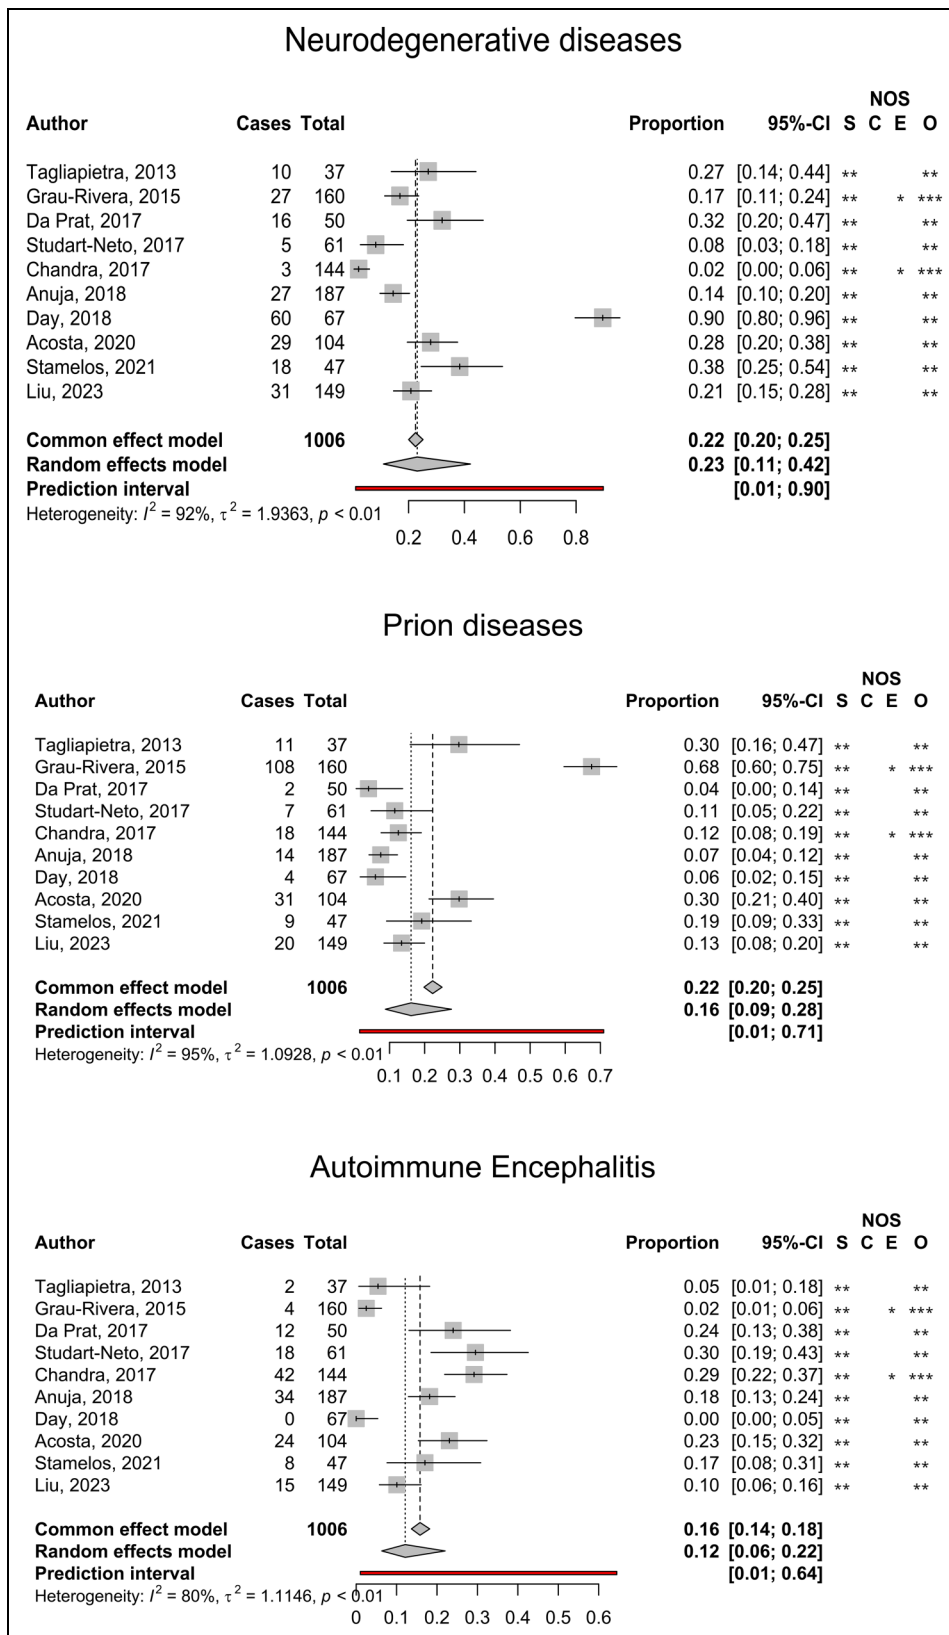 Neurodegenerative diseases
NOS
Author Cases Total Proportion 95%-CI S C E O
Tagliapietra, 2013 10 37 0.27 [0.14; 0.44] ** **
Grau-Rivera, 2015 27 160 0.17 [0.11; 0.24] ** * ***
Da Prat, 2017 16 50 0.32 [0.20; 0.47] ** **
Studart-Neto, 2017 5 61 0.08 [0.03; 0.18] ** **
Chandra, 2017 3 144 0.02 [0.00; 0.06] ** * ***
Anuja, 2018 27 187 0.14 [0.10; 0.20] ** **
Day, 2018 60 67 0.90 [0.80; 0.96] ** **
Acosta, 2020 29 104 0.28 [0.20; 0.38] ** **
Stamelos, 2021 18 47 0.38 [0.25; 0.54] ** **
Liu, 2023 31 149 0.21 [0.15; 0.28] ** **
Common effect model 1006 0.22 [0.20; 0.25]
Random effects model 0.23 [0.11; 0.42]
Prediction interval [0.01; 0.90]
Heterogeneity: I² = 92%, τ² = 1.9363, p < 0.01
0.2 0.4 0.6 0.8
Prion diseases
NOS
Author Cases Total Proportion 95%-CI S C E O
Tagliapietra, 2013 11 37 0.30 [0.16; 0.47] ** **
Grau-Rivera, 2015 108 160 0.68 [0.60; 0.75] ** * ***
Da Prat, 2017 2 50 0.04 [0.00; 0.14] ** **
Studart-Neto, 2017 7 61 0.11 [0.05; 0.22] ** **
Chandra, 2017 18 144 0.12 [0.08; 0.19] ** * ***
Anuja, 2018 14 187 0.07 [0.04; 0.12] ** **
Day, 2018 4 67 0.06 [0.02; 0.15] ** **
Acosta, 2020 31 104 0.30 [0.21; 0.40] ** **
Stamelos, 2021 9 47 0.19 [0.09; 0.33] ** **
Liu, 2023 20 149 0.13 [0.08; 0.20] ** **
Common effect model 1006 0.22 [0.20; 0.25]
Random effects model 0.16 [0.09; 0.28]
Prediction interval [0.01; 0.71]
Heterogeneity: I² = 95%, τ² = 1.0928, p < 0.01
0.1 0.2 0.3 0.4 0.5 0.6 0.7
Autoimmune Encephalitis
NOS
Author Cases Total Proportion 95%-CI S C E O
Tagliapietra, 2013 2 37 0.05 [0.01; 0.18] ** **
Grau-Rivera, 2015 4 160 0.02 [0.01; 0.06] ** * ***
Da Prat, 2017 12 50 0.24 [0.13; 0.38] ** **
Studart-Neto, 2017 18 61 0.30 [0.19; 0.43] ** **
Chandra, 2017 42 144 0.29 [0.22; 0.37] ** * ***
Anuja, 2018 34 187 0.18 [0.13; 0.24] ** **
Day, 2018 0 67 0.00 [0.00; 0.05] ** **
Acosta, 2020 24 104 0.23 [0.15; 0.32] ** **
Stamelos, 2021 8 47 0.17 [0.08; 0.31] ** **
Liu, 2023 15 149 0.10 [0.06; 0.16] ** **
Common effect model 1006 0.16 [0.14; 0.18]
Random effects model 0.12 [0.06; 0.22]
Prediction interval [0.01; 0.64]
Heterogeneity: I² = 80%, τ² = 1.1146, p < 0.01
0 0.1 0.2 0.3 0.4 0.5 0.6